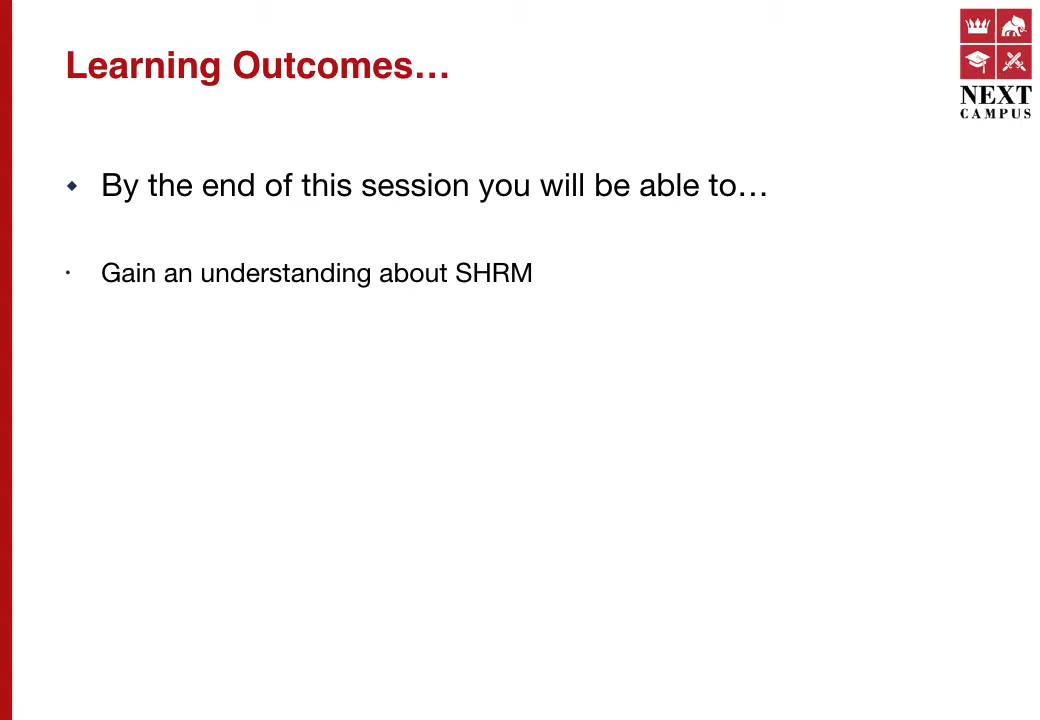 Learning Outcomes…
NEXT
CAMPUS
By the end of this session you will be able to…
Gain an understanding about SHRM